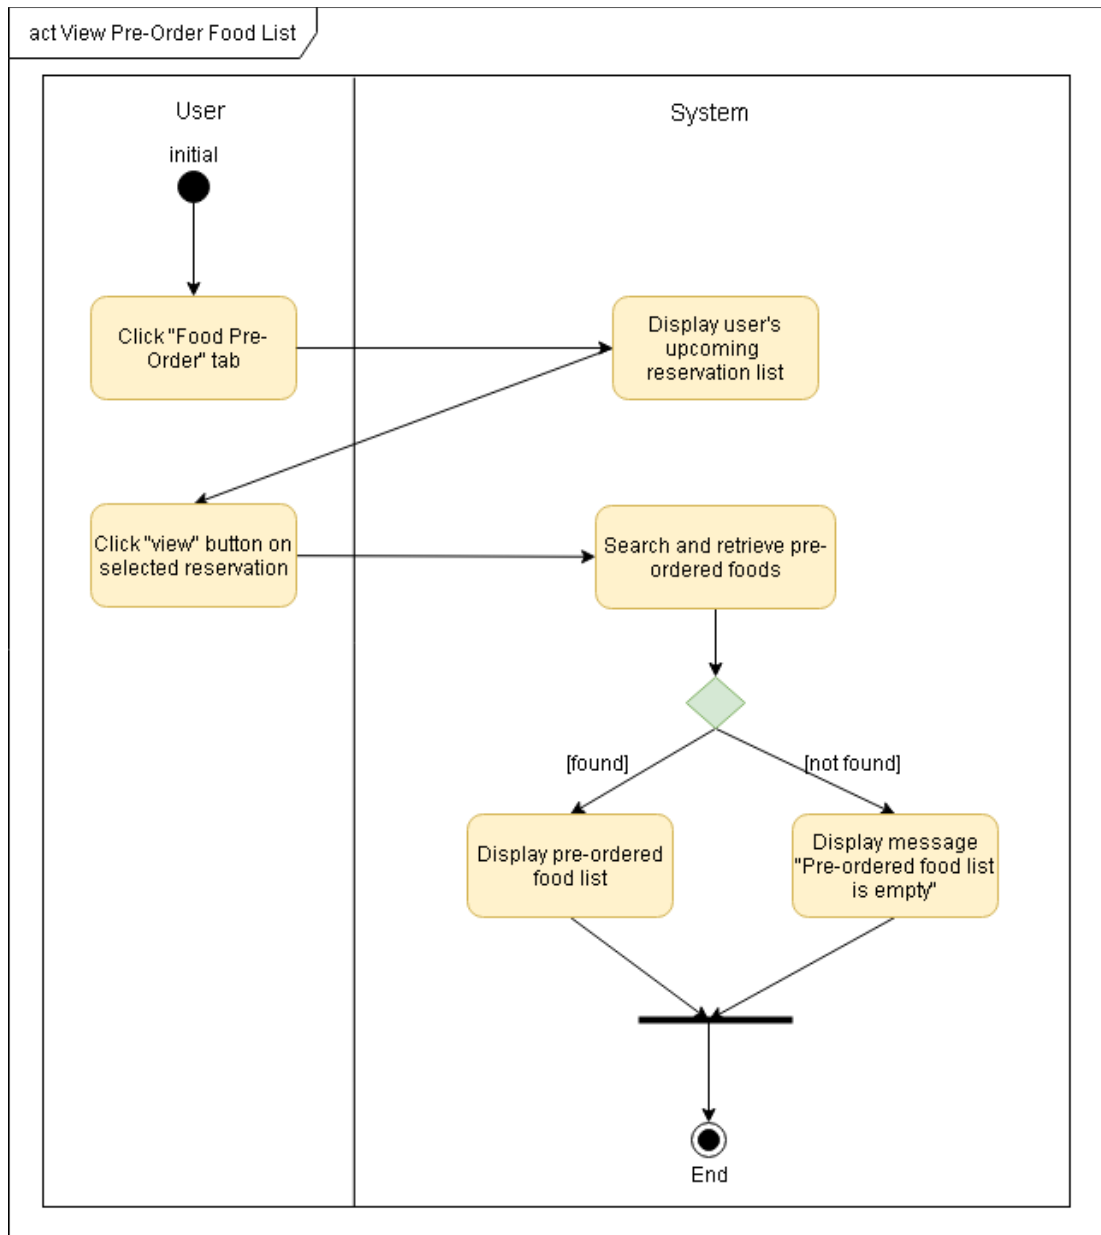 act View Pre-Order Food List
User
System
initial
Click "Food Pre-
Order" tab
Display user's
upcoming
reservation list
Click "view" button on
selected reservation
Search and retrieve pre-
ordered foods
[found]
[not found]
Display pre-ordered
food list
Display message
"Pre-ordered food list
is empty"
End